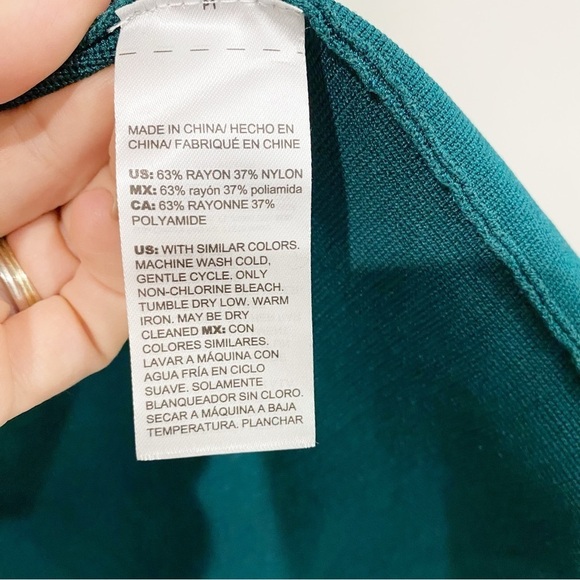 MADE IN CHINA/ HECHO EN
CHINA/ FABRIQUÉ EN CHINE
US: 63% RAYON 37% NYLON
MX: 63% rayón 37% poliamida
CA: 63% RAYONNE 37%
POLYAMIDE
US: WITH SIMILAR COLORS.
MACHINE WASH COLD,
GENTLE CYCLE. ONLY
NON-CHLORINE BLEACH.
TUMBLE DRY LOW. WARM
IRON. MAY BE DRY
CLEANED MX: CON
COLORES SIMILARES.
LAVAR A MÁQUINA CON
AGUA FRÍA EN CICLO
SUAVE. SOLAMENTE
BLANQUEADOR SIN CLORO.
SECAR A MÁQUINA A BAJA
TEMPERATURA. PLANCHAR